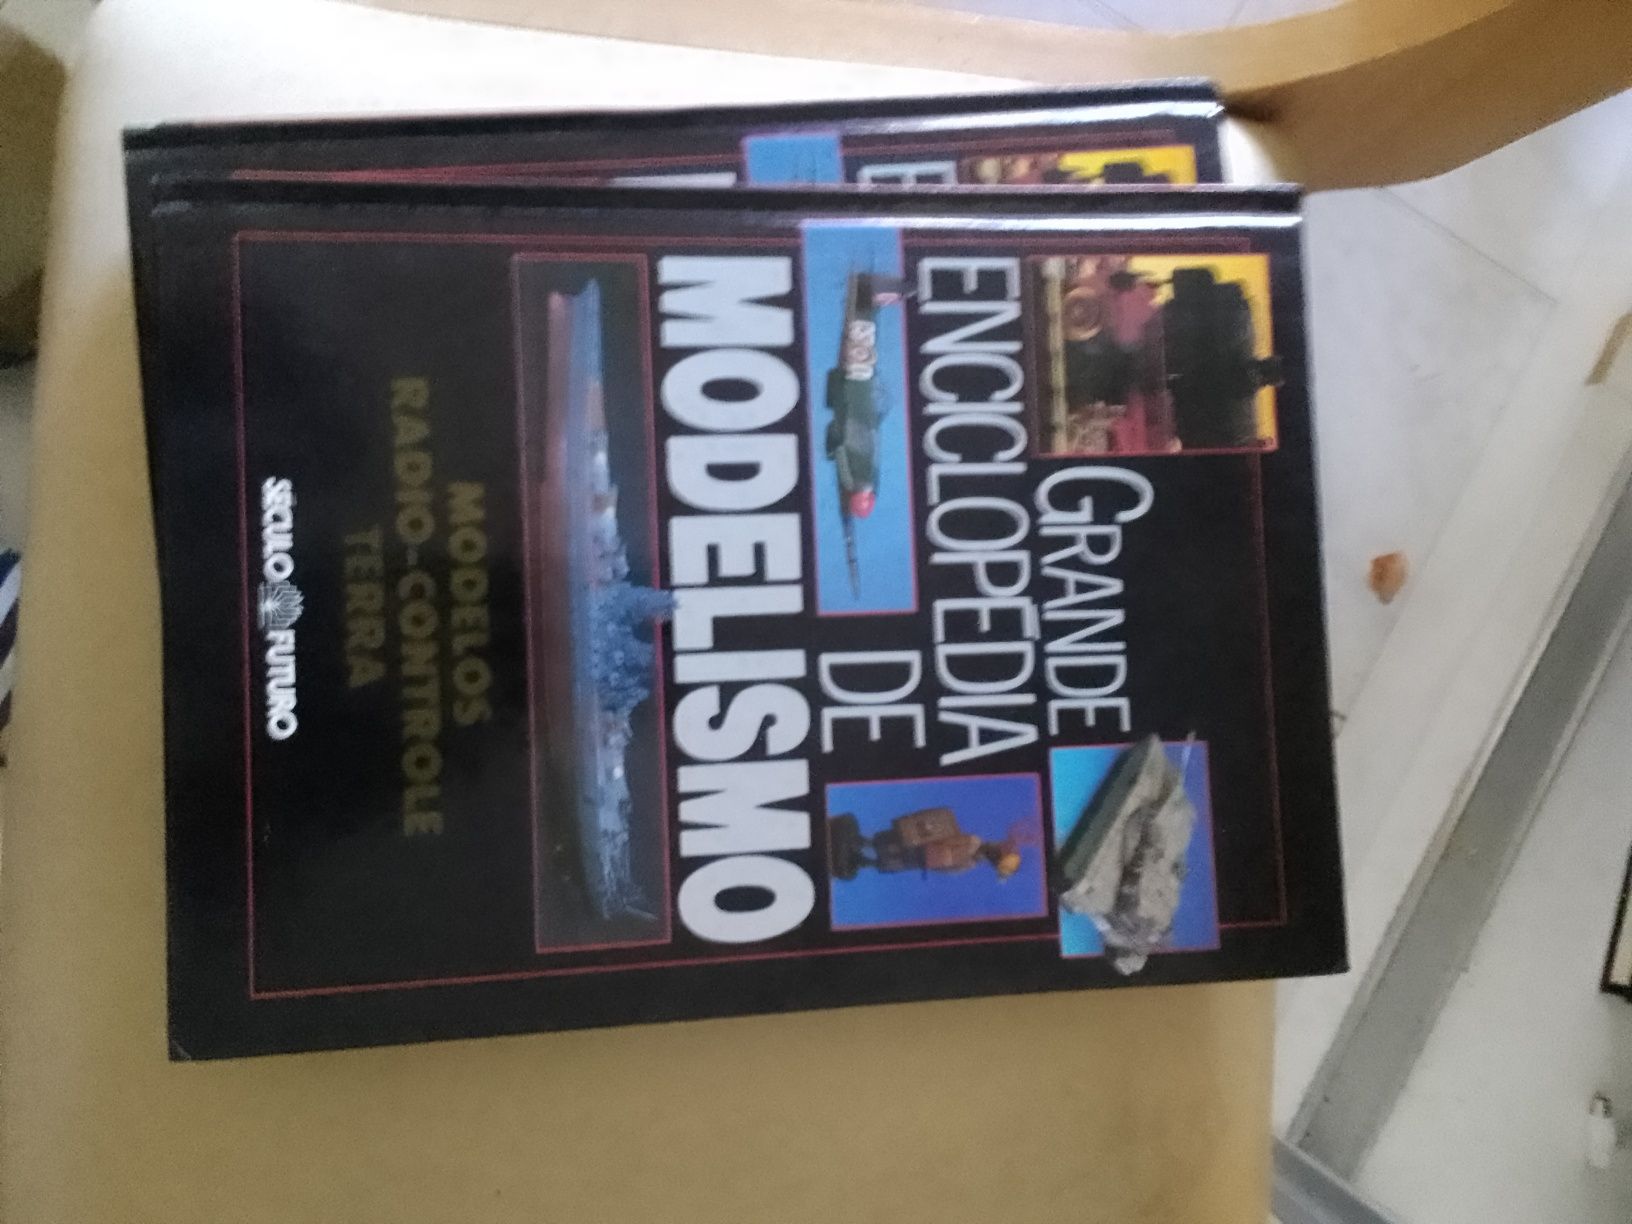 GRANDE
ENCICLOPÉDIA
DE
MODELISMO
MODELOS
RADIO-CONTROLE
TERRA
SÉCULO FUTURO